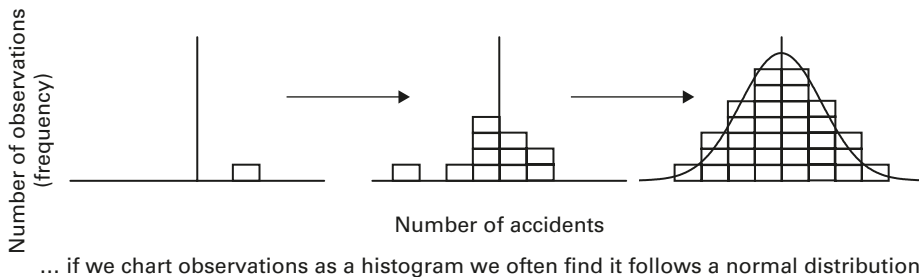 Number of observations
(frequency)
Number of accidents
... if we chart observations as a histogram we often find it follows a normal distribution